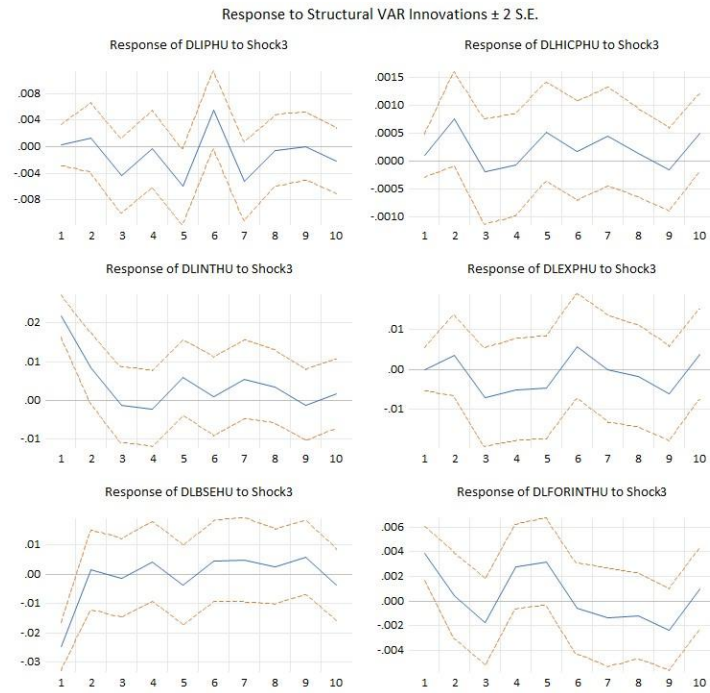 Response to Structural VAR Innovations ± 2 S.E.
Response of DLIPHU to Shock3
.008
.004
.000
-.004
-.008
1 2 3 4 5 6 7 8 9 10
Response of DLHICPHU to Shock3
.0015
.0010
.0005
.0000
-.0005
-.0010
1 2 3 4 5 6 7 8 9 10
Response of DLINTHU to Shock3
.02
.01
.00
-.01
1 2 3 4 5 6 7 8 9 10
Response of DLEXPHU to Shock3
.01
.00
-.01
1 2 3 4 5 6 7 8 9 10
Response of DLBSEHU to Shock3
.01
.00
-.01
-.02
-.03
1 2 3 4 5 6 7 8 9 10
Response of DLFORINTHU to Shock3
.006
.004
.002
.000
-.002
-.004
1 2 3 4 5 6 7 8 9 10